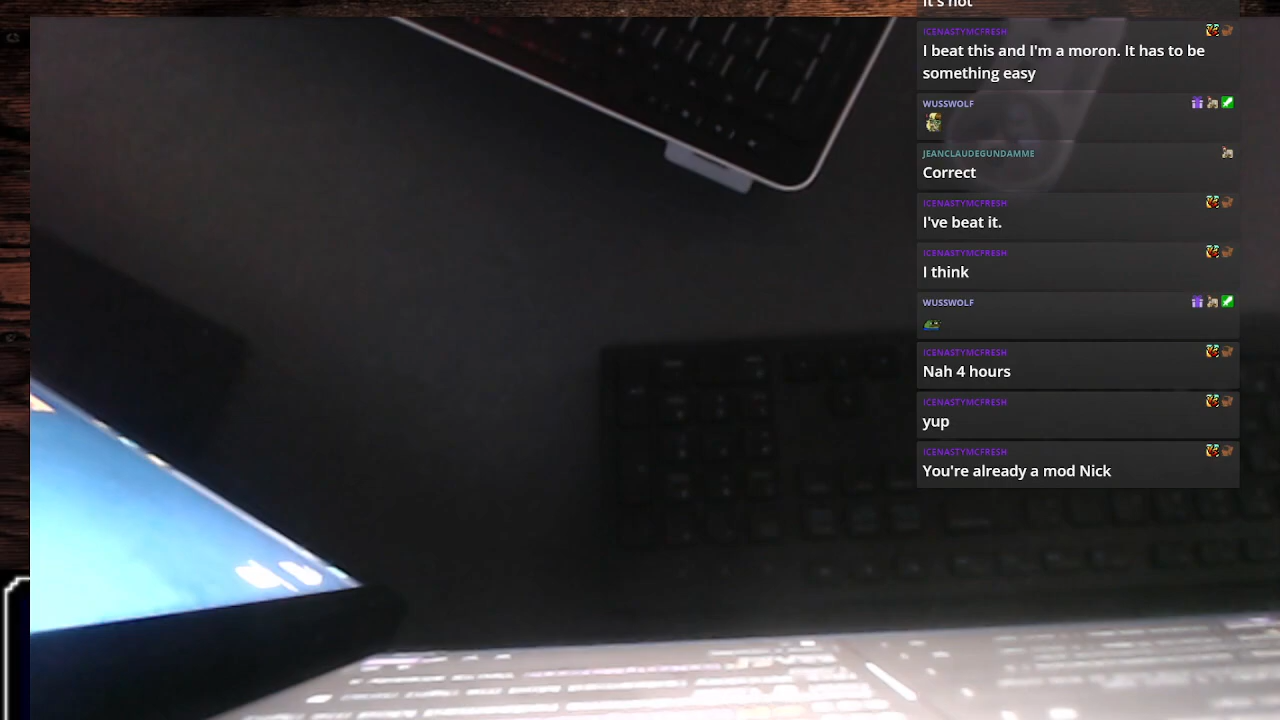 It's not
ICENASTYMCFRESH
I beat this and I'm a moron. It has to be
something easy
WUSSWOLF
JEANCLAUDEGUNDAMME
Correct
ICENASTYMCFRESH
I've beat it.
ICENASTYMCFRESH
I think
WUSSWOLF
ICENASTYMCFRESH
Nah 4 hours
ICENASTYMCFRESH
yup
ICENASTYMCFRESH
You're already a mod Nick